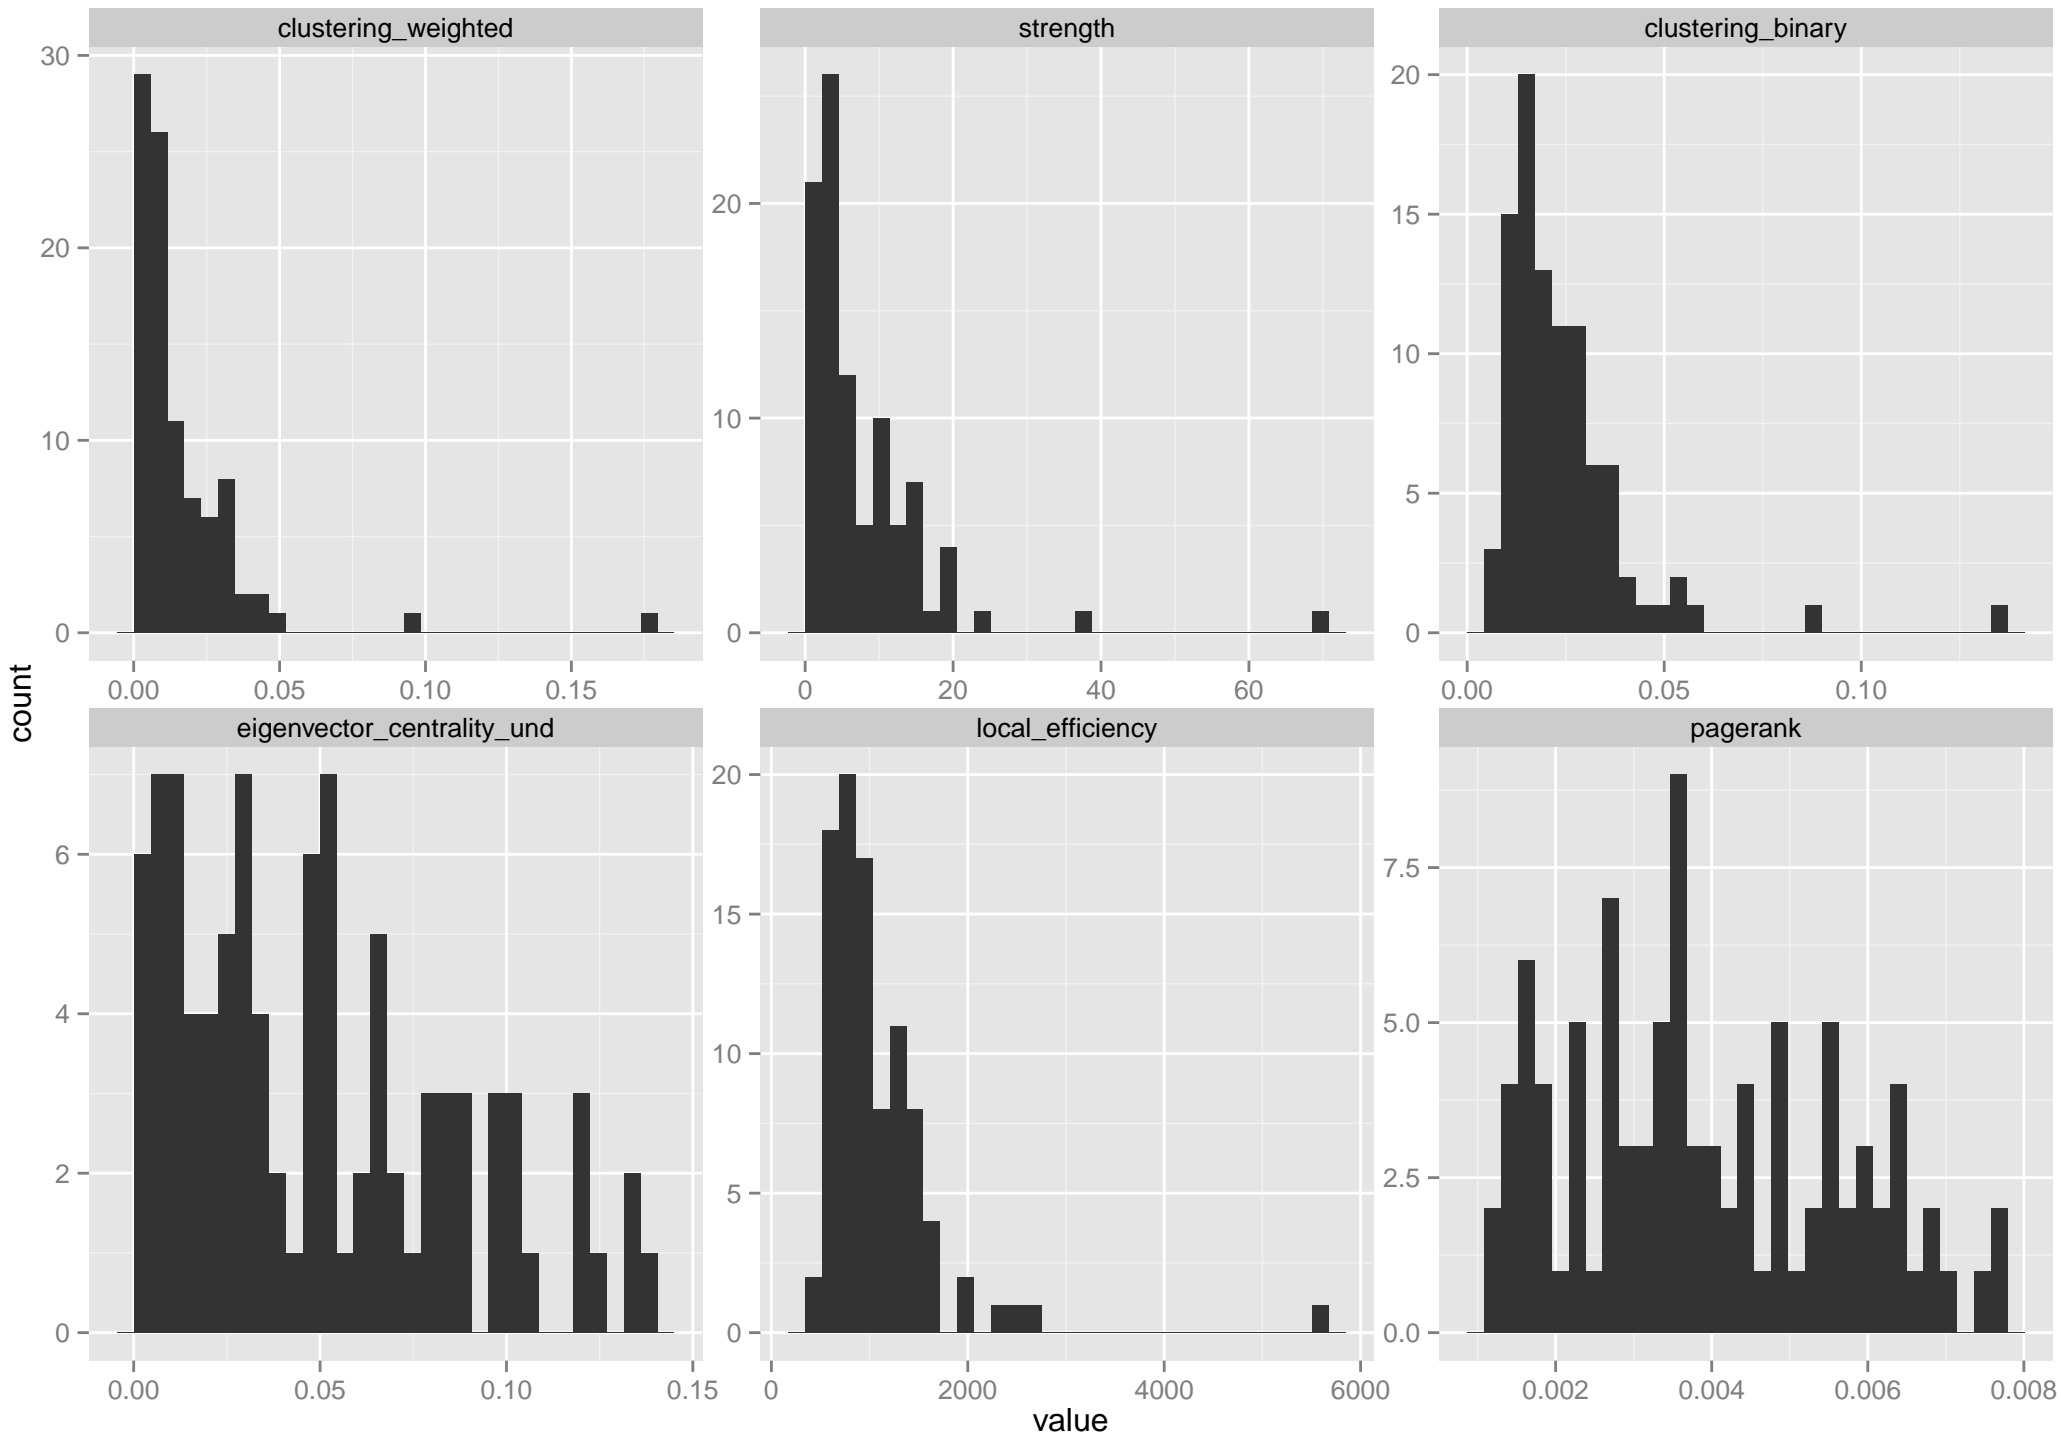 clustering_weighted
strength
clustering_binary
30
20
10
0
20
10
0
20
15
10
5
0
0.00 0.05 0.10 0.15
0 20 40 60
0.00 0.05 0.10
count
eigenvector_centrality_und
local_efficiency
pagerank
6
4
2
0
20
15
10
5
0
7.5
5.0
2.5
0.0
0.00 0.05 0.10 0.15
0 2000 4000 6000
0.002 0.004 0.006 0.008
value